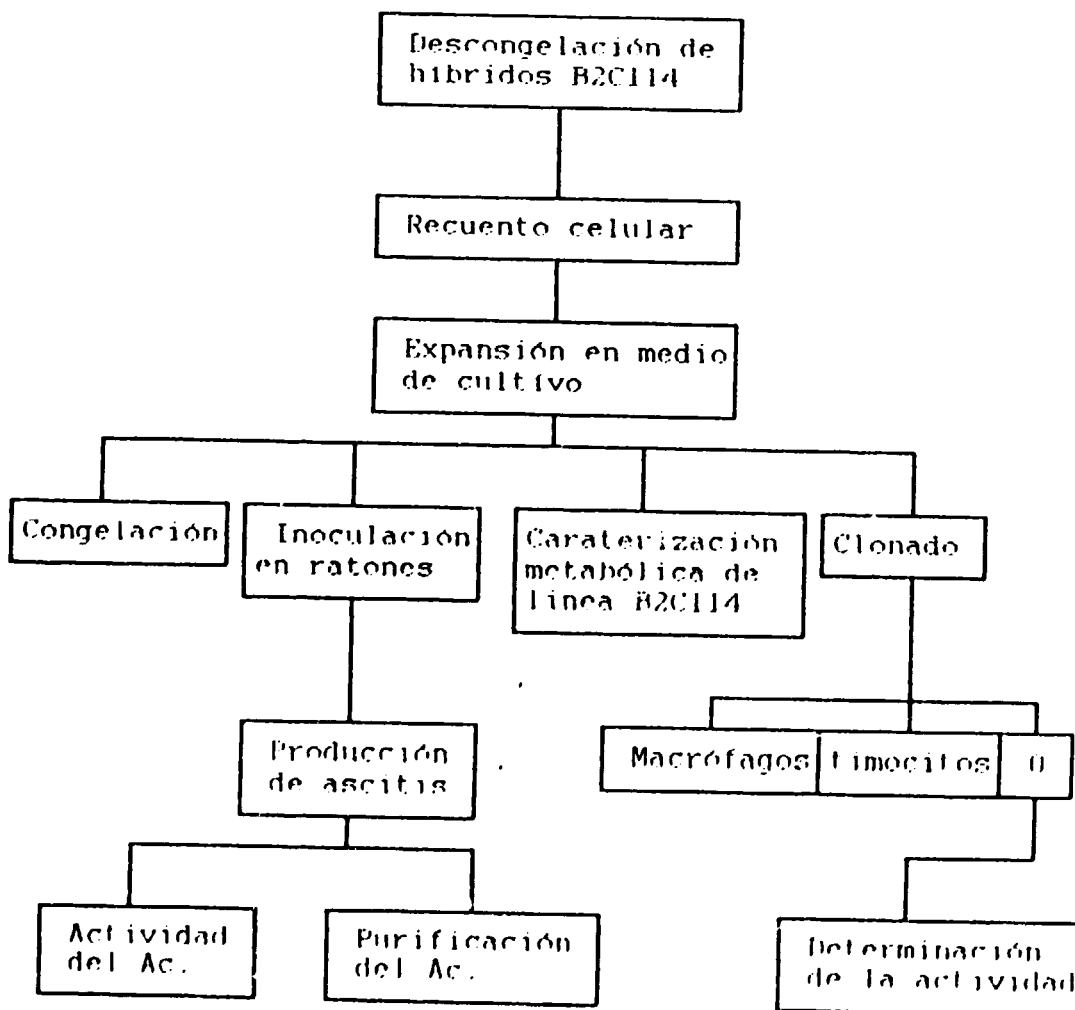 Descongelación de
híbridos B2C114
Recuento celular
Expansión en medio
de cultívo
Congelación
Inoculación
en ratones
Caraterización
metabólica de
línea B2C114
Clonado
Producción
de ascitis
Macrófagos
timocitos
0
Actividad
del Ac.
Purificación
del Ac.
Determinación
de la actividad